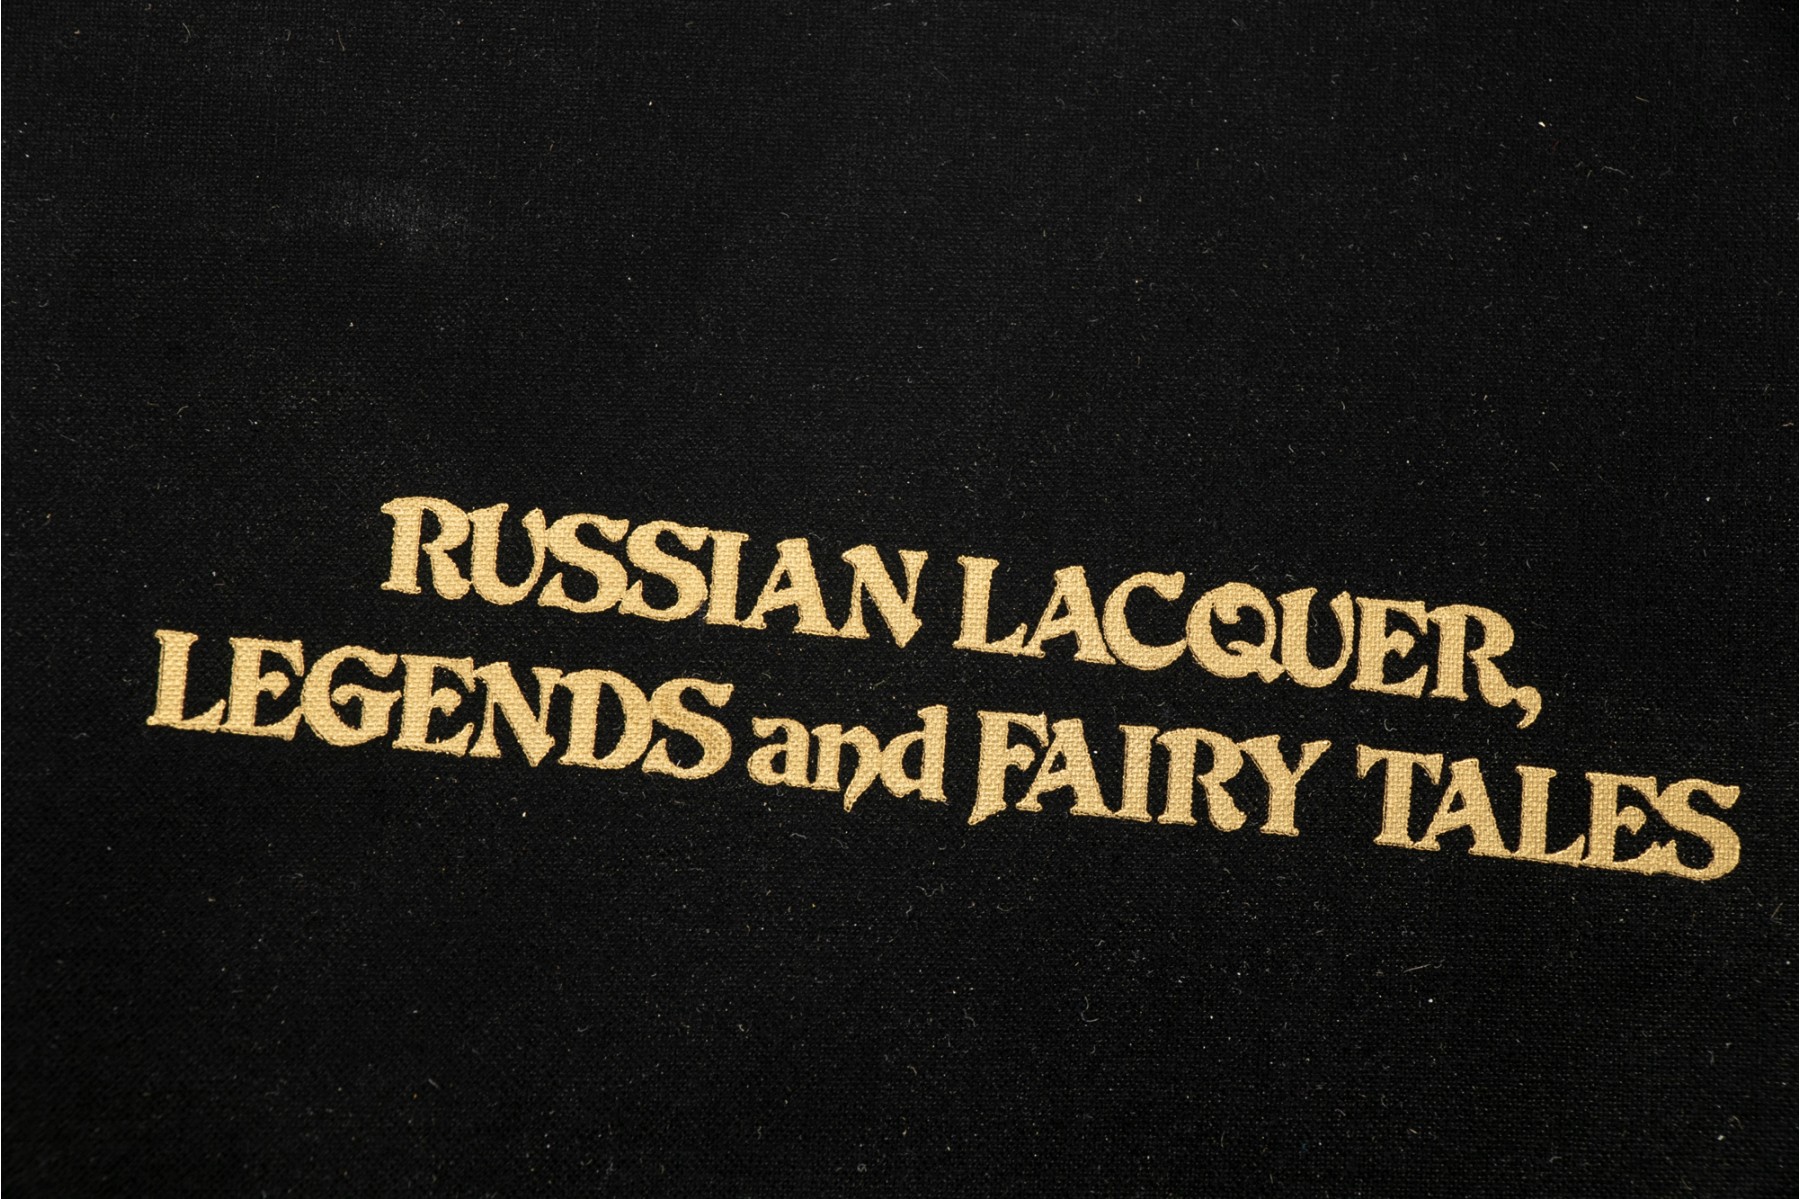 RUSSIAN LACQUER,
LEGENDS and FAIRY TALES